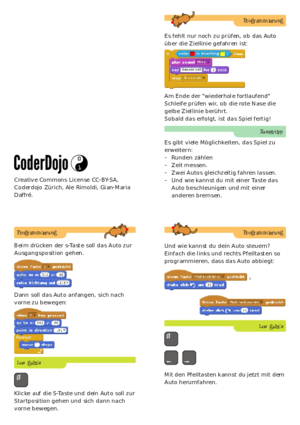 CoderDojo
Creative Commons License CC-BY-SA.
Coderdojo Zürich, Ale Rimoldi, Gian-Maria
Daffré.
Programmierung
Es fehlt nur noch zu prüfen, ob das Auto
über die Ziellinie gefahren ist:
Am Ende der "wiederhole fortlaufend"
Schleife prüfen wir, ob die rote Nase die
gelbe Ziellinie berührt.
Sobald das erfolgt, ist das Spiel fertig!
Es gibt viele Möglichkeiten, das Spiel zu
erweitern:
- Runden zählen
- Zeit messen.
- Zwei Autos gleichzeitig fahren lassen.
- Und wie kannst du mit einer Taste das
Auto beschleunigen und mit einer
anderen bremsen.
Programmierung
Beim drücken der s-Taste soll das Auto zur
Ausgangsposition gehen.
Dann soll das Auto anfangen, sich nach
vorne zu bewegen:
Klicke auf die S-Taste und dein Auto soll zur
Startposition gehen und sich dann nach
vorne bewegen.
Programmierung
Und wie kannst du dein Auto steuern?
Einfach die links und rechts Pfeiltasten so
programmieren, dass das Auto abbiegt:
Mit den Pfeiltasten kannst du jetzt mit dem
Auto herumfahren.